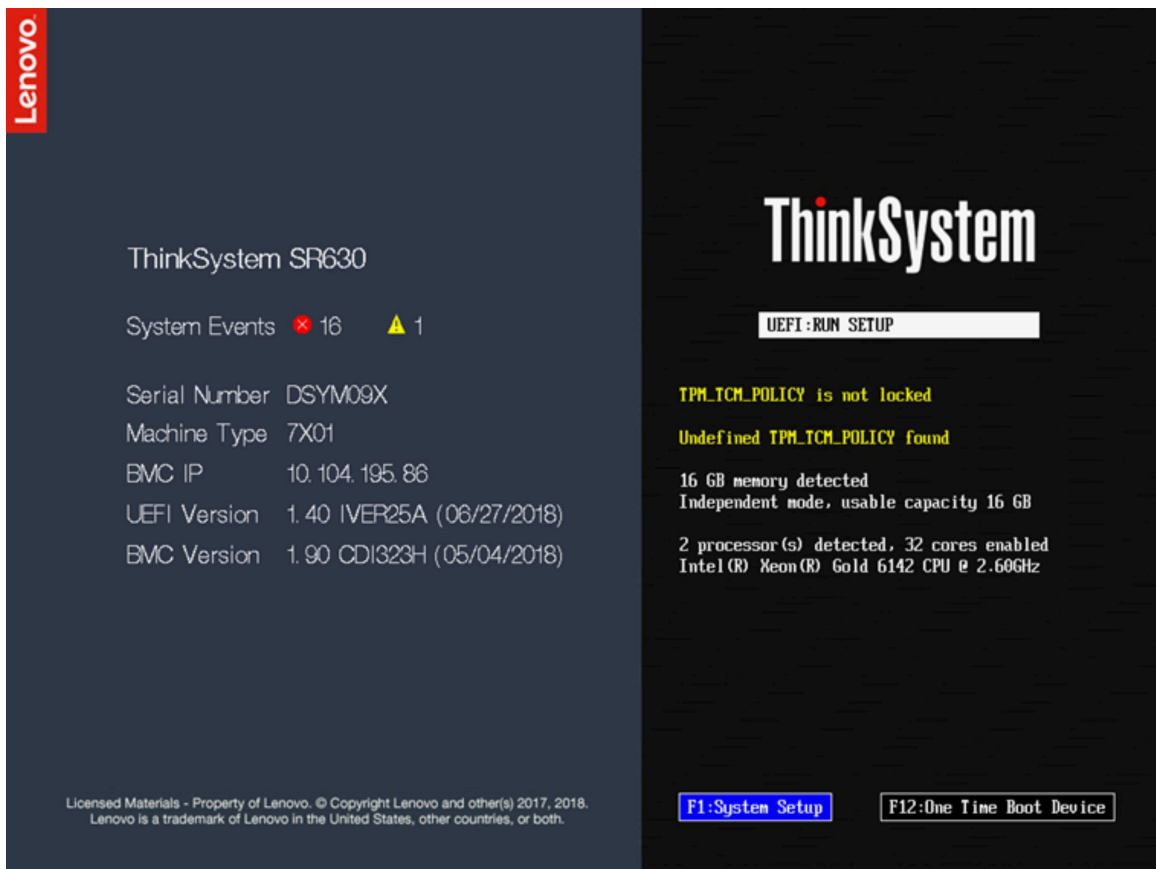 Lenovo.
ThinkSystem SR630
System Events 16 1
Serial Number DSYM09X
Machine Type 7X01
BMC IP 10.104.195.86
UEFI Version 1.40 IVER25A (06/27/2018)
BMC Version 1.90 CDI323H (05/04/2018)
Licensed Materials - Property of Lenovo. © Copyright Lenovo and other(s) 2017, 2018.
Lenovo is a trademark of Lenovo in the United States, other countries, or both.
ThinkSystem
UEFI:RUN SETUP
TPM_TCM_POLICY is not locked
Undefined TPM_TCM_POLICY found
16 GB memory detected
Independent mode, usable capacity 16 GB
2 processor(s) detected, 32 cores enabled
Intel(R) Xeon(R) Gold 6142 CPU @ 2.60GHz
F1:System Setup
F12:One Time Boot Device